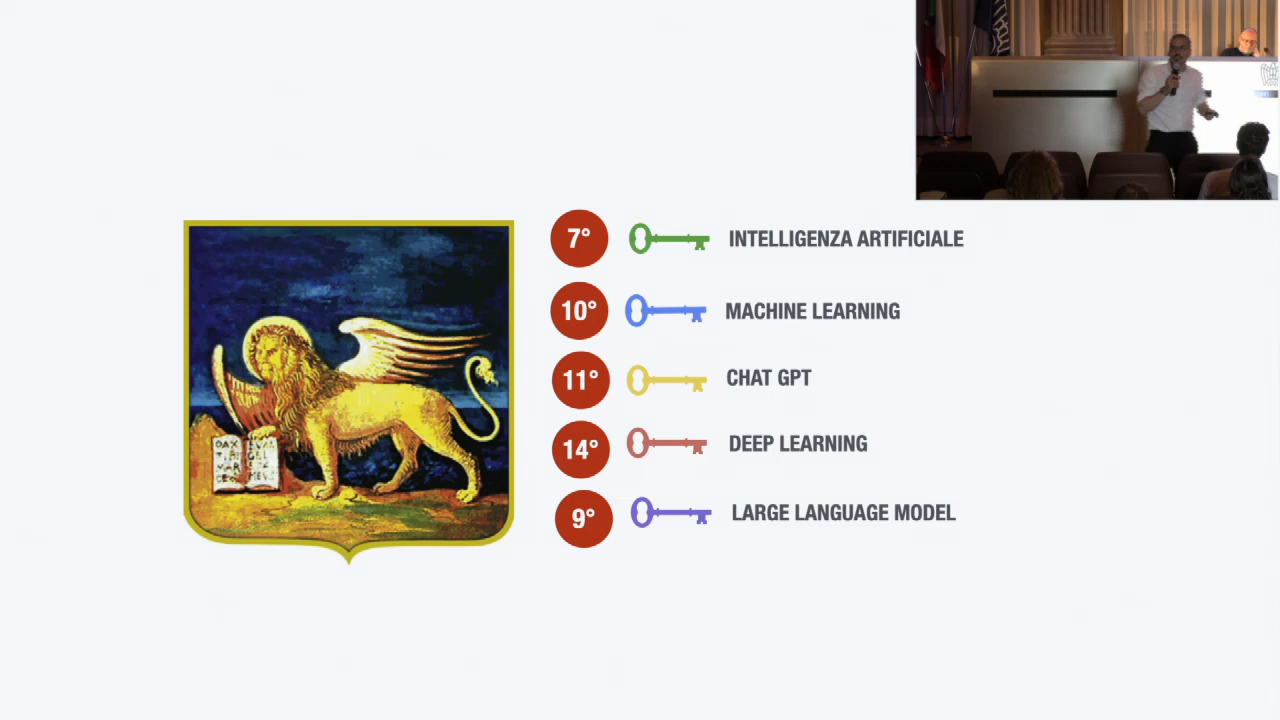 7° INTELLIGENZA ARTIFICIALE
10° MACHINE LEARNING
11° CHAT GPT
14° DEEP LEARNING
9° LARGE LANGUAGE MODEL